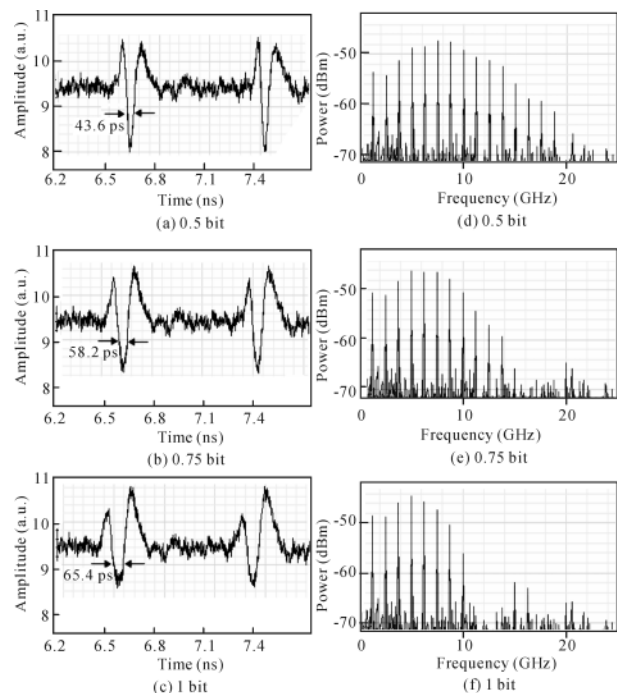 Amplitude (a.u.)
11
10
9
8
43.6 ps
6.2 6.5 6.8 7.1 7.4
Time (ns)
(a) 0.5 bit
Power (dBm)
-50
-60
-70
0 10 20
Frequency (GHz)
(d) 0.5 bit
Amplitude (a.u.)
11
10
9
8
58.2 ps
6.2 6.5 6.8 7.1 7.4
Time (ns)
(b) 0.75 bit
Power (dBm)
-50
-60
-70
0 10 20
Frequency (GHz)
(e) 0.75 bit
Amplitude (a.u.)
11
10
9
8
65.4 ps
6.2 6.5 6.8 7.1 7.4
Time (ns)
(c) 1 bit
Power (dBm)
-50
-60
-70
0 10 20
Frequency (GHz)
(f) 1 bit